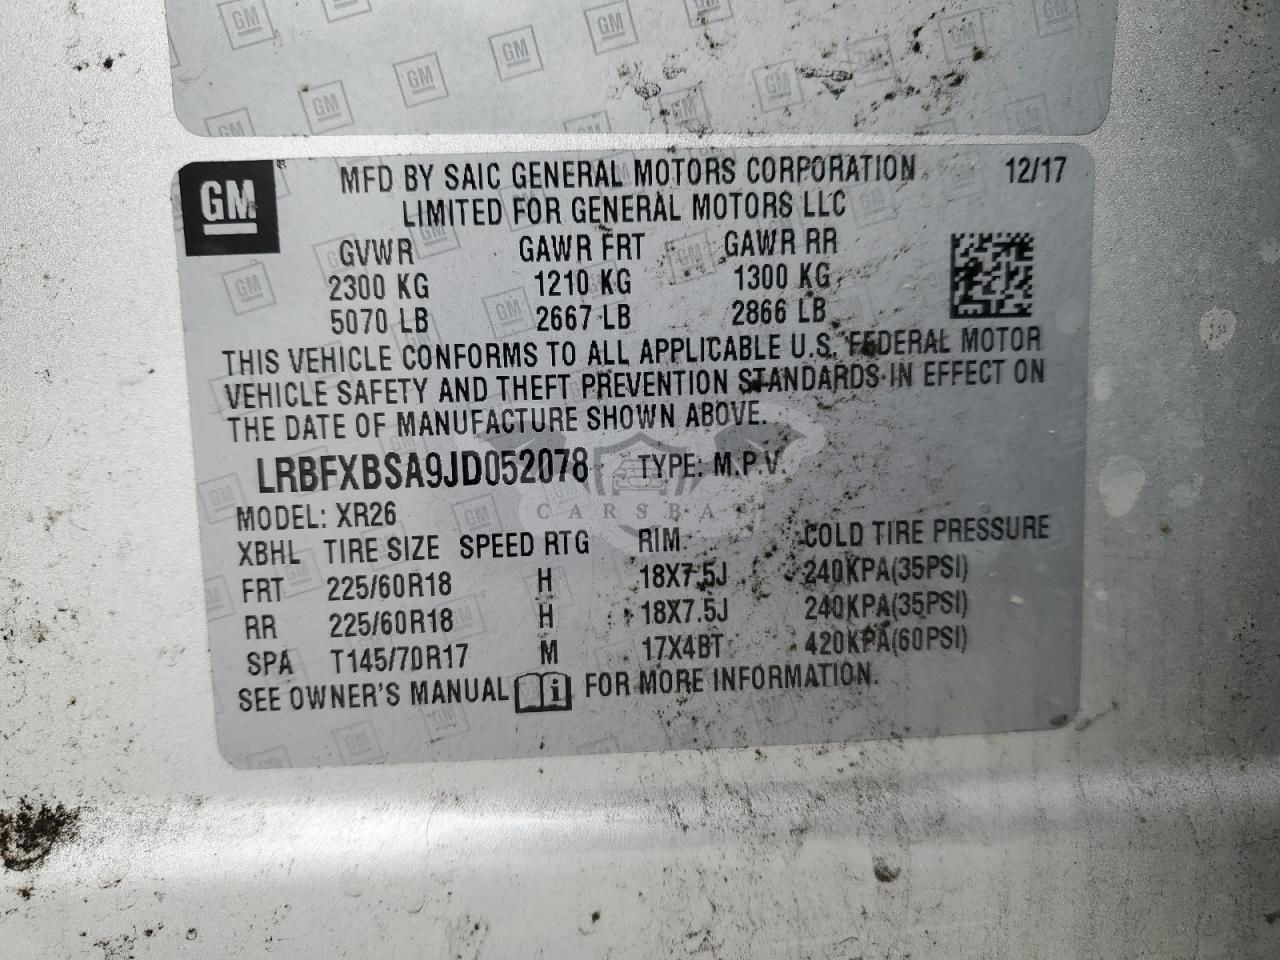 GM
MFD BY SAIC GENERAL MOTORS CORPORATION 12/17
LIMITED FOR GENERAL MOTORS LLC
GVWR GAWR FRT GAWR RR
2300 KG 1210 KG 1300 KG
5070 LB 2667 LB 2866 LB
THIS VEHICLE CONFORMS TO ALL APPLICABLE U.S. FEDERAL MOTOR
VEHICLE SAFETY AND THEFT PREVENTION STANDARDS IN EFFECT ON
THE DATE OF MANUFACTURE SHOWN ABOVE.
LRBFXBSA9JD052078 TYPE: M.P.V.
CARSBA
MODEL: XR26
XBHL TIRE SIZE SPEED RTG RIM COLD TIRE PRESSURE
FRT 225/60R18 H 18X7.5J 240KPA(35PSI)
RR 225/60R18 H 18X7.5J 240KPA(35PSI)
SPA T145/70R17 M 17X4BT 420KPA(60PSI)
SEE OWNER'S MANUAL i FOR MORE INFORMATION.